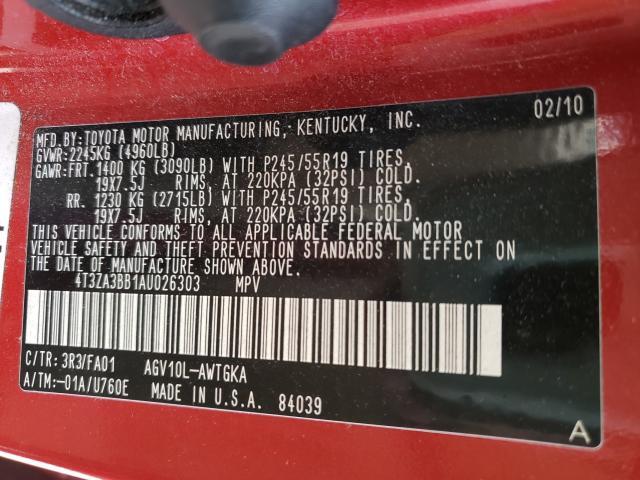 02/10
MFD.BY:TOYOTA MOTOR MANUFACTURING, KENTUCKY, INC.
GVWR:2245KG (4960LB)
GAWR:FRT. 1400 KG (3090LB) WITH P245/55R19 TIRES,
19X7.5J RIMS, AT 220KPA (32PSI) COLD.
RR. 1230 KG (2715LB) WITH P245/55R19 TIRES,
19X7.5J RIMS, AT 220KPA (32PSI) COLD.
THIS VEHICLE CONFORMS TO ALL APPLICABLE FEDERAL MOTOR
VEHICLE SAFETY AND THEFT PREVENTION STANDARDS IN EFFECT ON
THE DATE OF MANUFACTURE SHOWN ABOVE.
4T3ZA3BB1AU026303 MPV
C/TR: 3R3/FA01 AGV10L-AWTGKA
A/TM:-01A/U760E MADE IN U.S.A. 84039
A